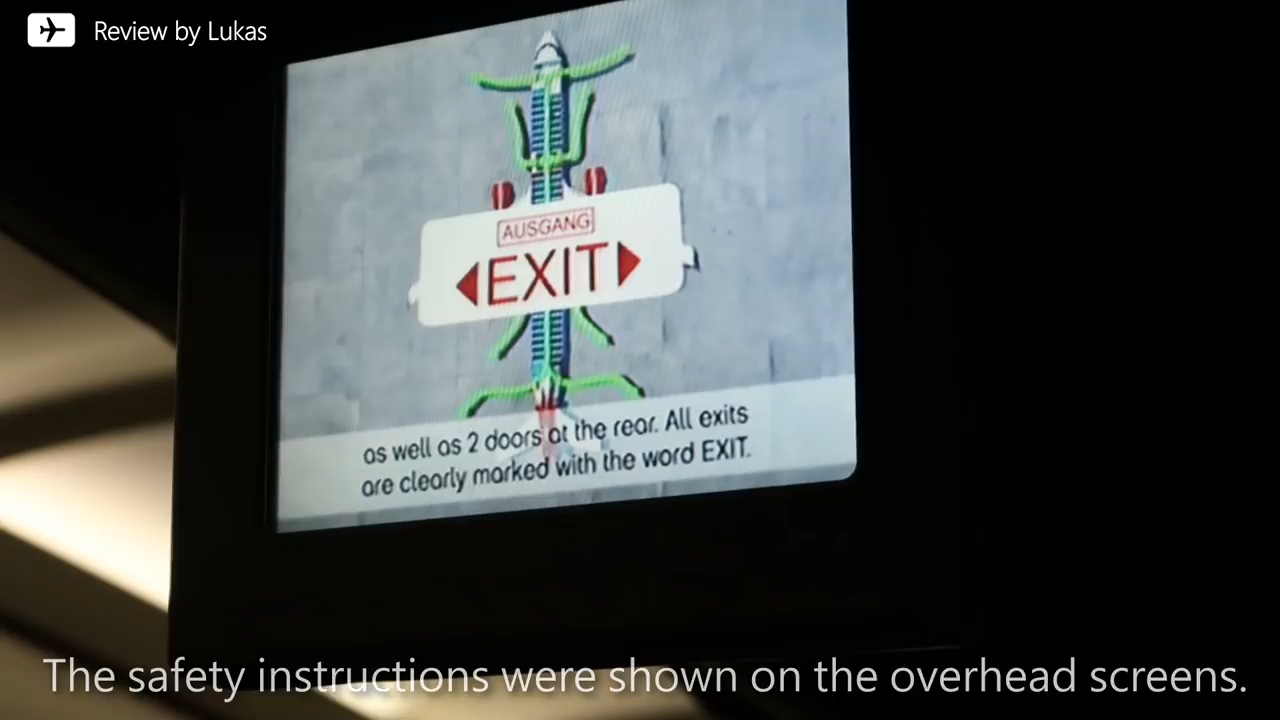 Review by Lukas
AUSGANG
EXIT
as well as 2 doors at the rear. All exits
are clearly marked with the word EXIT.
The safety instructions were shown on the overhead screens.